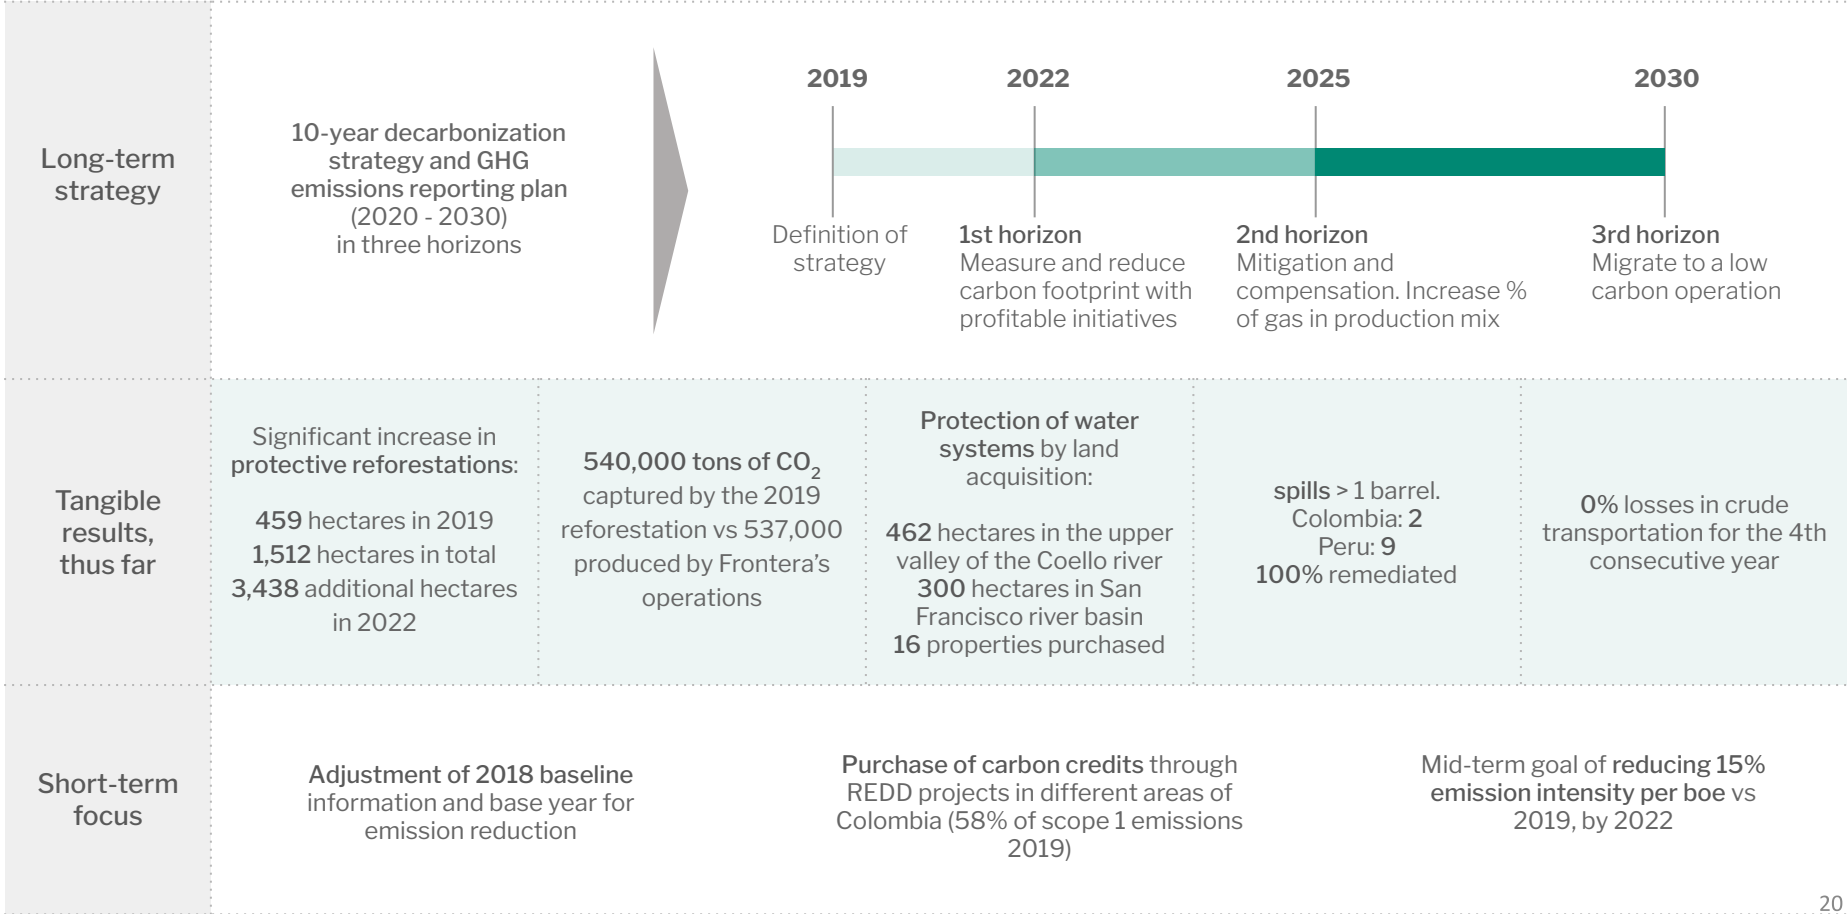 Long-term
strategy
10-year decarbonization
strategy and GHG
emissions reporting plan
(2020 - 2030)
in three horizons
2019
2022
2025
2030
Definition of
strategy
1st horizon
Measure and reduce
carbon footprint with
profitable initiatives
2nd horizon
Mitigation and
compensation. Increase %
of gas in production mix
3rd horizon
Migrate to a low
carbon operation
Tangible
results,
thus far
Significant increase in
protective reforestations:
459 hectares in 2019
1,512 hectares in total
3,438 additional hectares
in 2022
540,000 tons of CO₂
captured by the 2019
reforestation vs 537,000
produced by Frontera’s
operations
Protection of water
systems by land
acquisition:
462 hectares in the upper
valley of the Coello river
300 hectares in San
Francisco river basin
16 properties purchased
spills > 1 barrel.
Colombia: 2
Peru: 9
100% remediated
0% losses in crude
transportation for the 4th
consecutive year
Short-term
focus
Adjustment of 2018 baseline
information and base year for
emission reduction
Purchase of carbon credits through
REDD projects in different areas of
Colombia (58% of scope 1 emissions
2019)
Mid-term goal of reducing 15%
emission intensity per boe vs
2019, by 2022
20